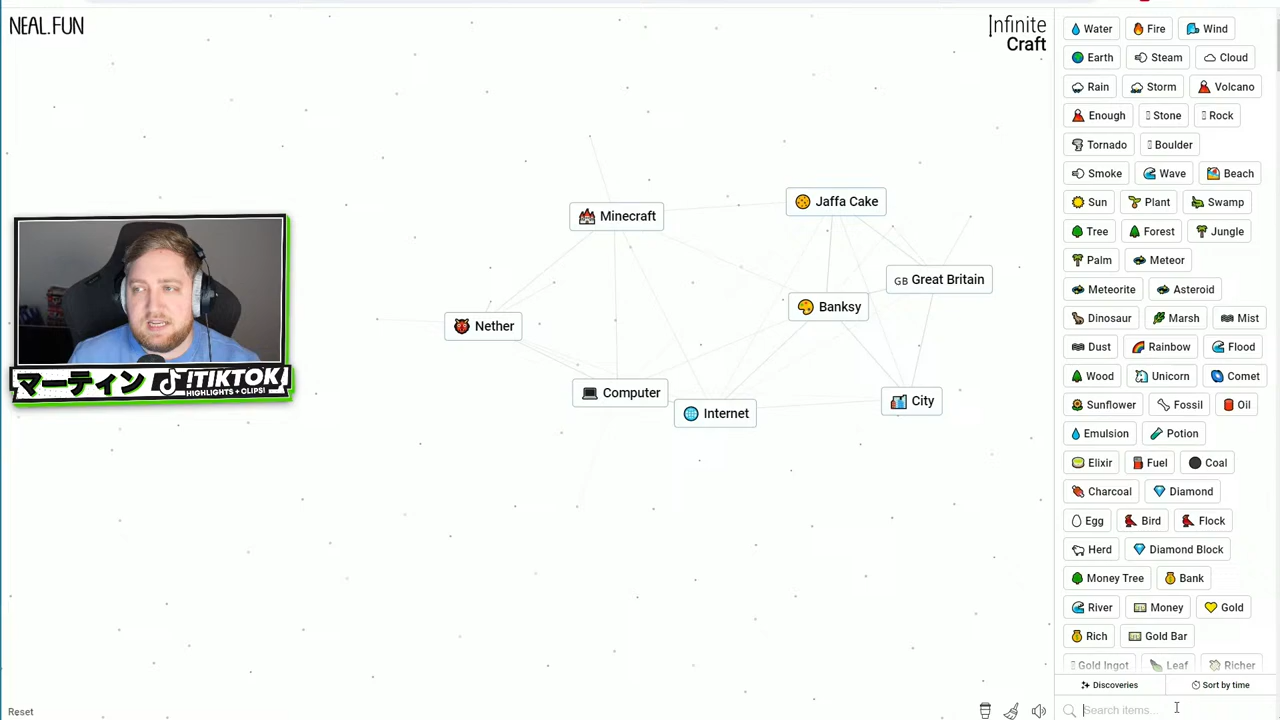 NEAL.FUN
Infinite
Craft
Minecraft
Jaffa Cake
GB Great Britain
Banksy
Nether
Computer
Internet
City
マーティン !TIKTOK
HIGHLIGHTS + CLIPS!
Water Fire Wind
Earth Steam Cloud
Rain Storm Volcano
Enough Stone Rock
Tornado Boulder
Smoke Wave Beach
Sun Plant Swamp
Tree Forest Jungle
Palm Meteor
Meteorite Asteroid
Dinosaur Marsh Mist
Dust Rainbow Flood
Wood Unicorn Comet
Sunflower Fossil Oil
Emulsion Potion
Elixir Fuel Coal
Charcoal Diamond
Egg Bird Flock
Herd Diamond Block
Money Tree Bank
River Money Gold
Rich Gold Bar
Gold Ingot Leaf Richer
Discoveries Sort by time
Search items...
Reset